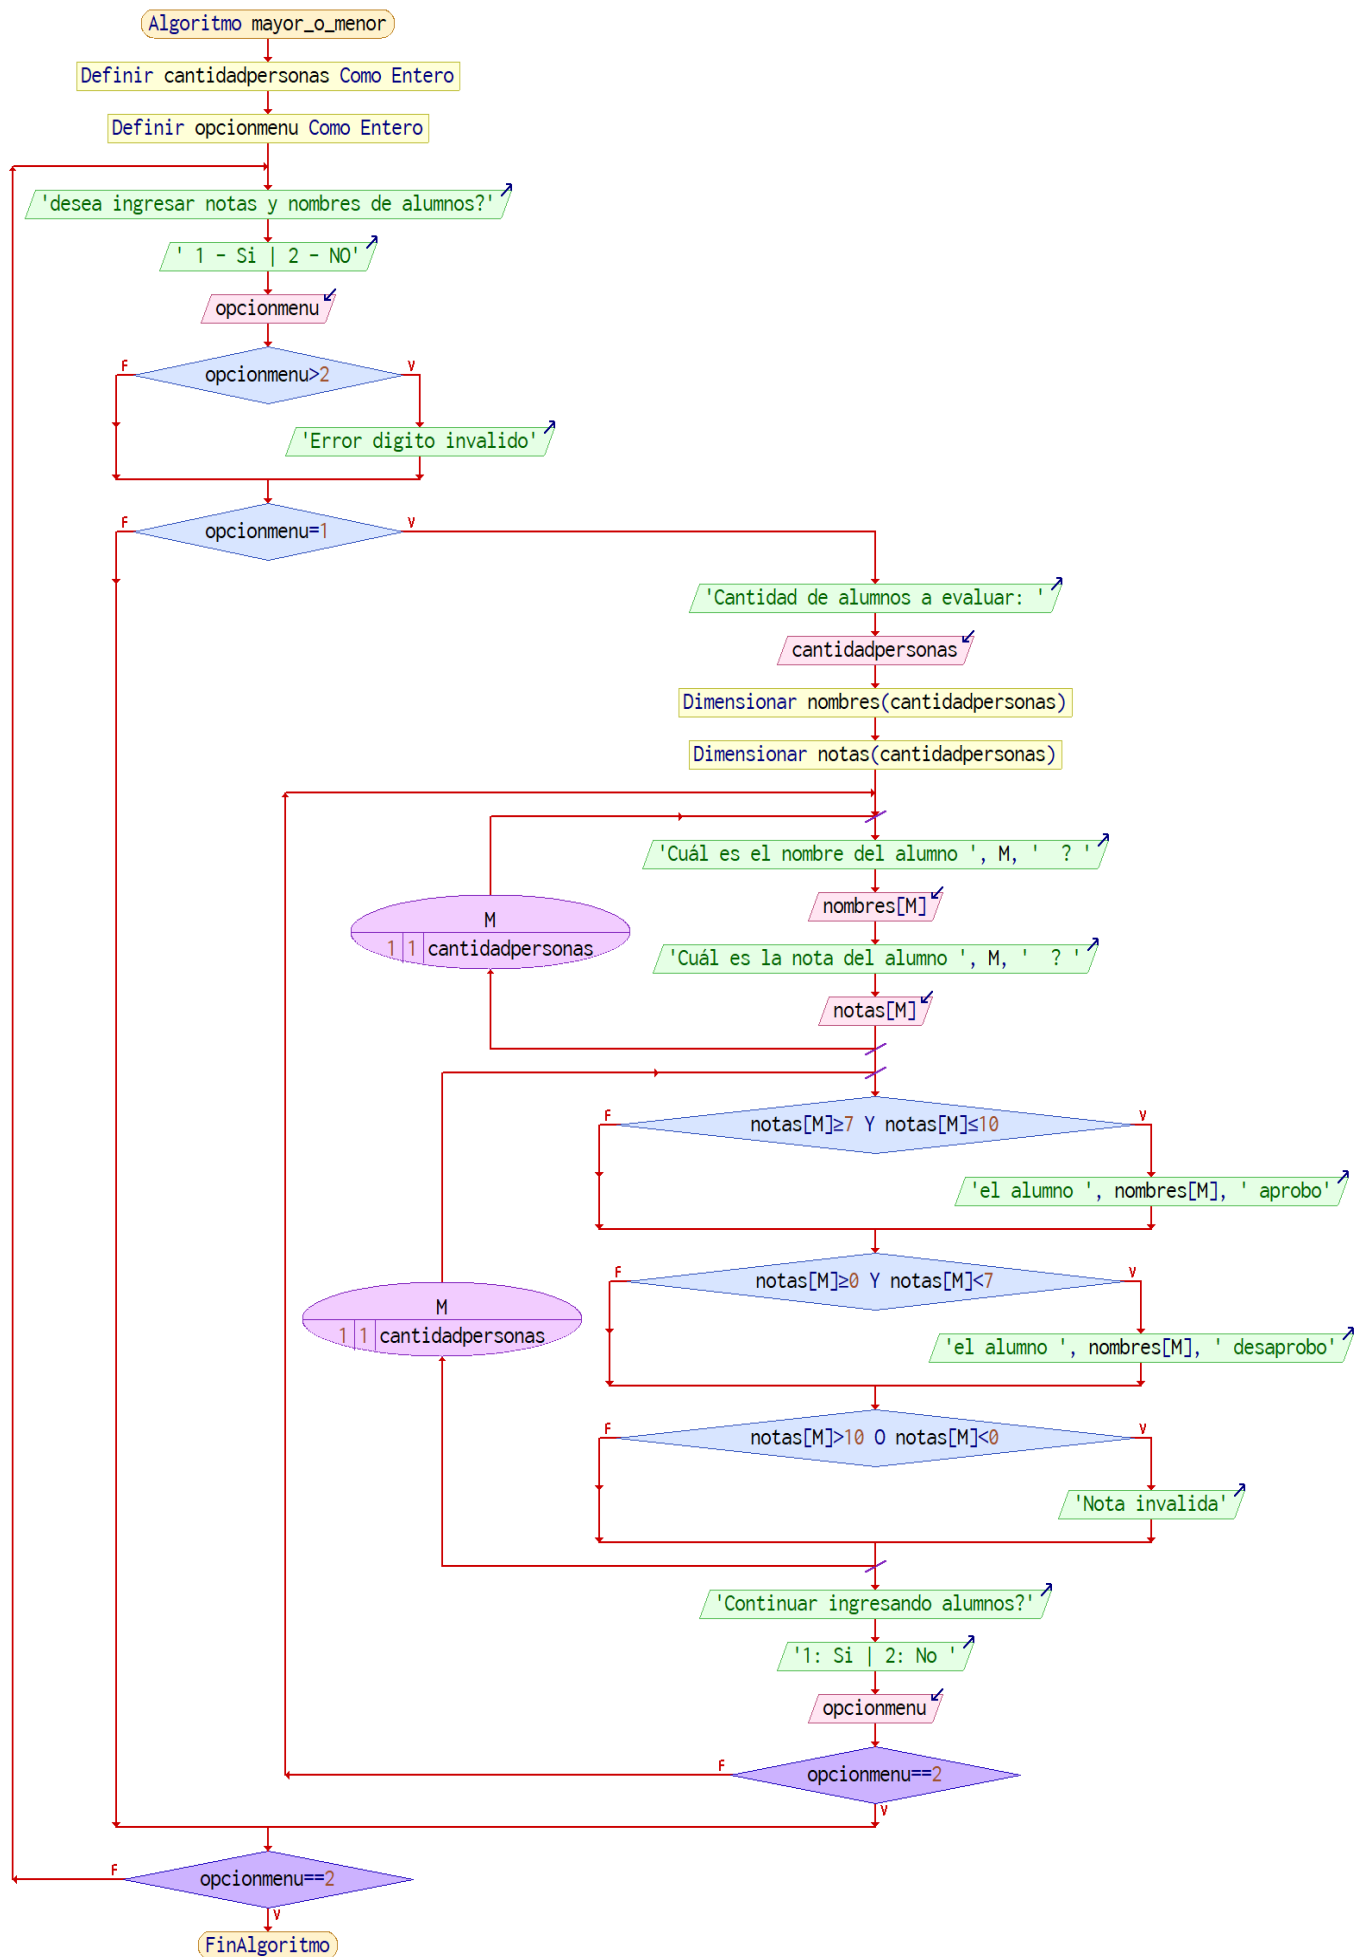 Algoritmo mayor_o_menor
Definir cantidadpersonas Como Entero
Definir opcionmenu Como Entero
'desea ingresar notas y nombres de alumnos?'
' 1 - Si | 2 - NO'
opcionmenu
F
V
opcionmenu>2
'Error digito invalido'
F
V
opcionmenu=1
'Cantidad de alumnos a evaluar: '
cantidadpersonas
Dimensionar nombres(cantidadpersonas)
Dimensionar notas(cantidadpersonas)
'Cuál es el nombre del alumno ', M, '  ? '
nombres[M]
M
1 1 cantidadpersonas
'Cuál es la nota del alumno ', M, '  ? '
notas[M]
F
V
notas[M]≥7 Y notas[M]≤10
'el alumno ', nombres[M], ' aprobo'
F
V
notas[M]≥0 Y notas[M]<7
M
1 1 cantidadpersonas
'el alumno ', nombres[M], ' desaprobo'
F
V
notas[M]>10 O notas[M]<0
'Nota invalida'
'Continuar ingresando alumnos?'
'1: Si | 2: No '
opcionmenu
F
opcionmenu==2
V
F
opcionmenu==2
V
FinAlgoritmo